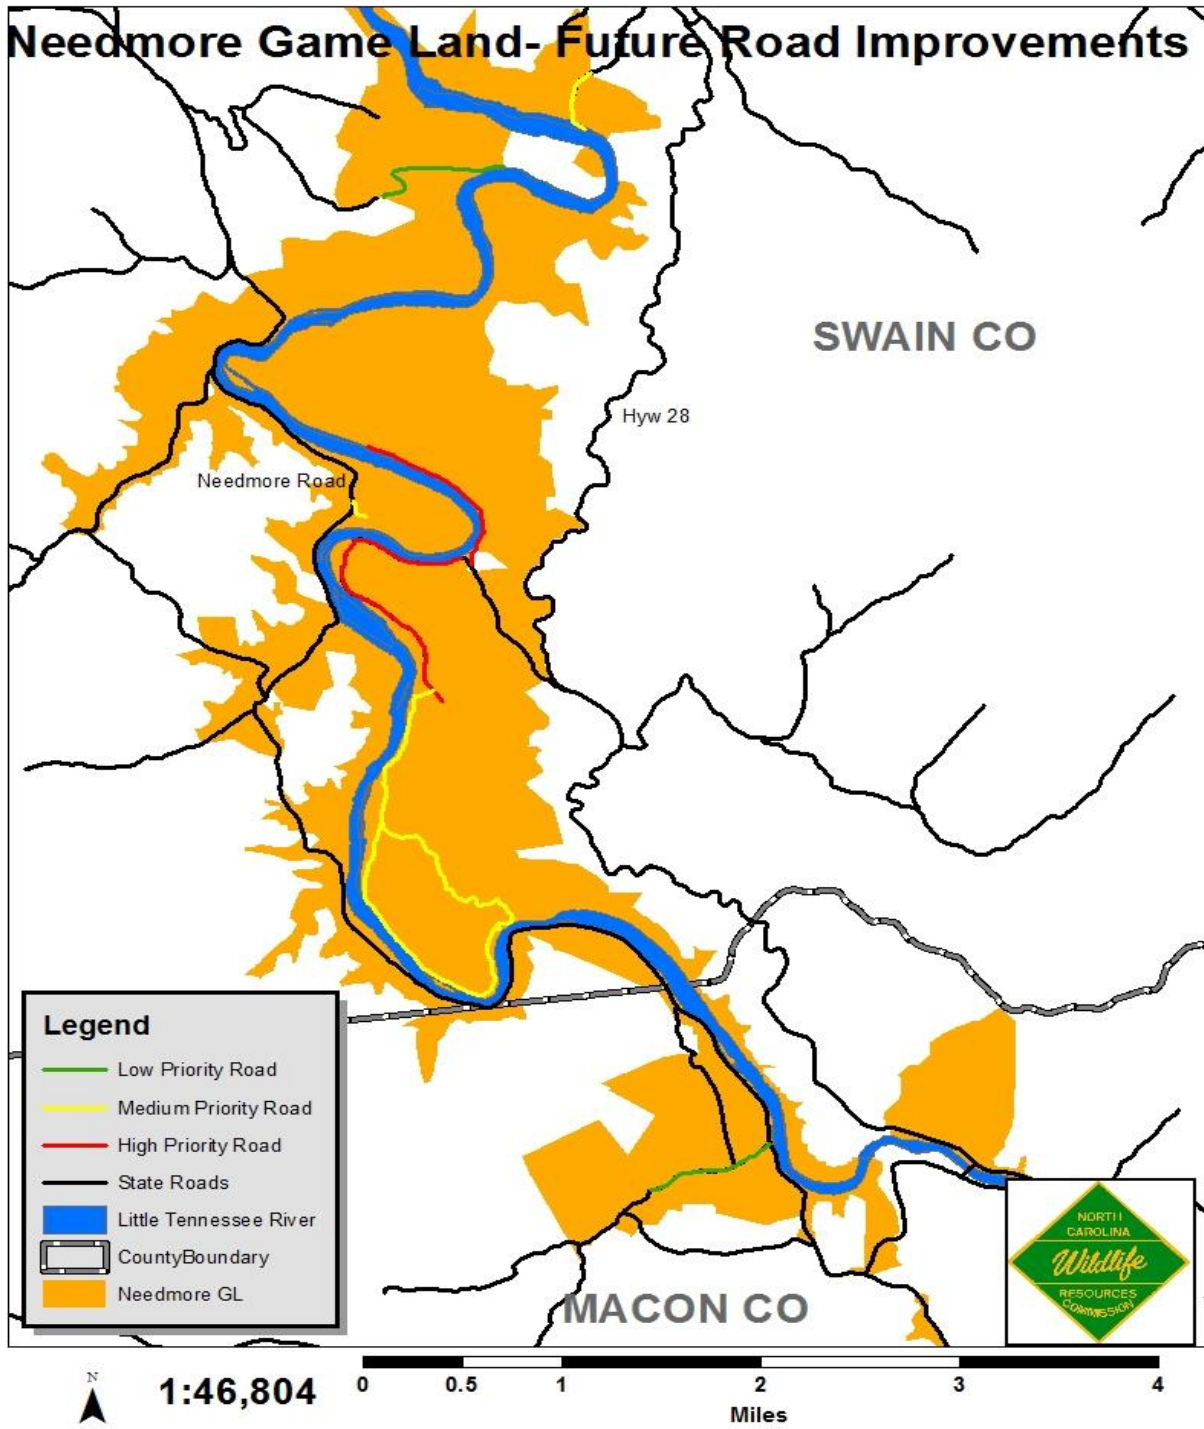 Needmore Game Land- Future Road Improvements
SWAIN CO
Hyw 28
Needmore Road
Legend
Low Priority Road
Medium Priority Road
High Priority Road
State Roads
Little Tennessee River
CountyBoundary
Needmore GL
MACON CO
NORTH
CAROLINA
Wildlife
RESOURCES
COMMISSION
N
1:46,804
0 0.5 1 2 3 4
Miles